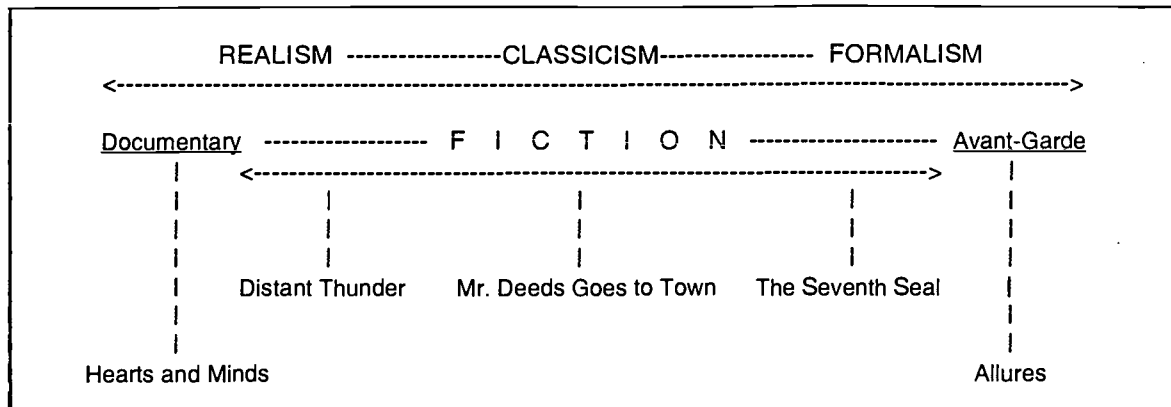 REALISM -----------------CLASSICISM----------------- FORMALISM
Documentary ------------------ F I C T I O N -------------------- Avant-Garde
Distant Thunder Mr. Deeds Goes to Town The Seventh Seal
Hearts and Minds Allures